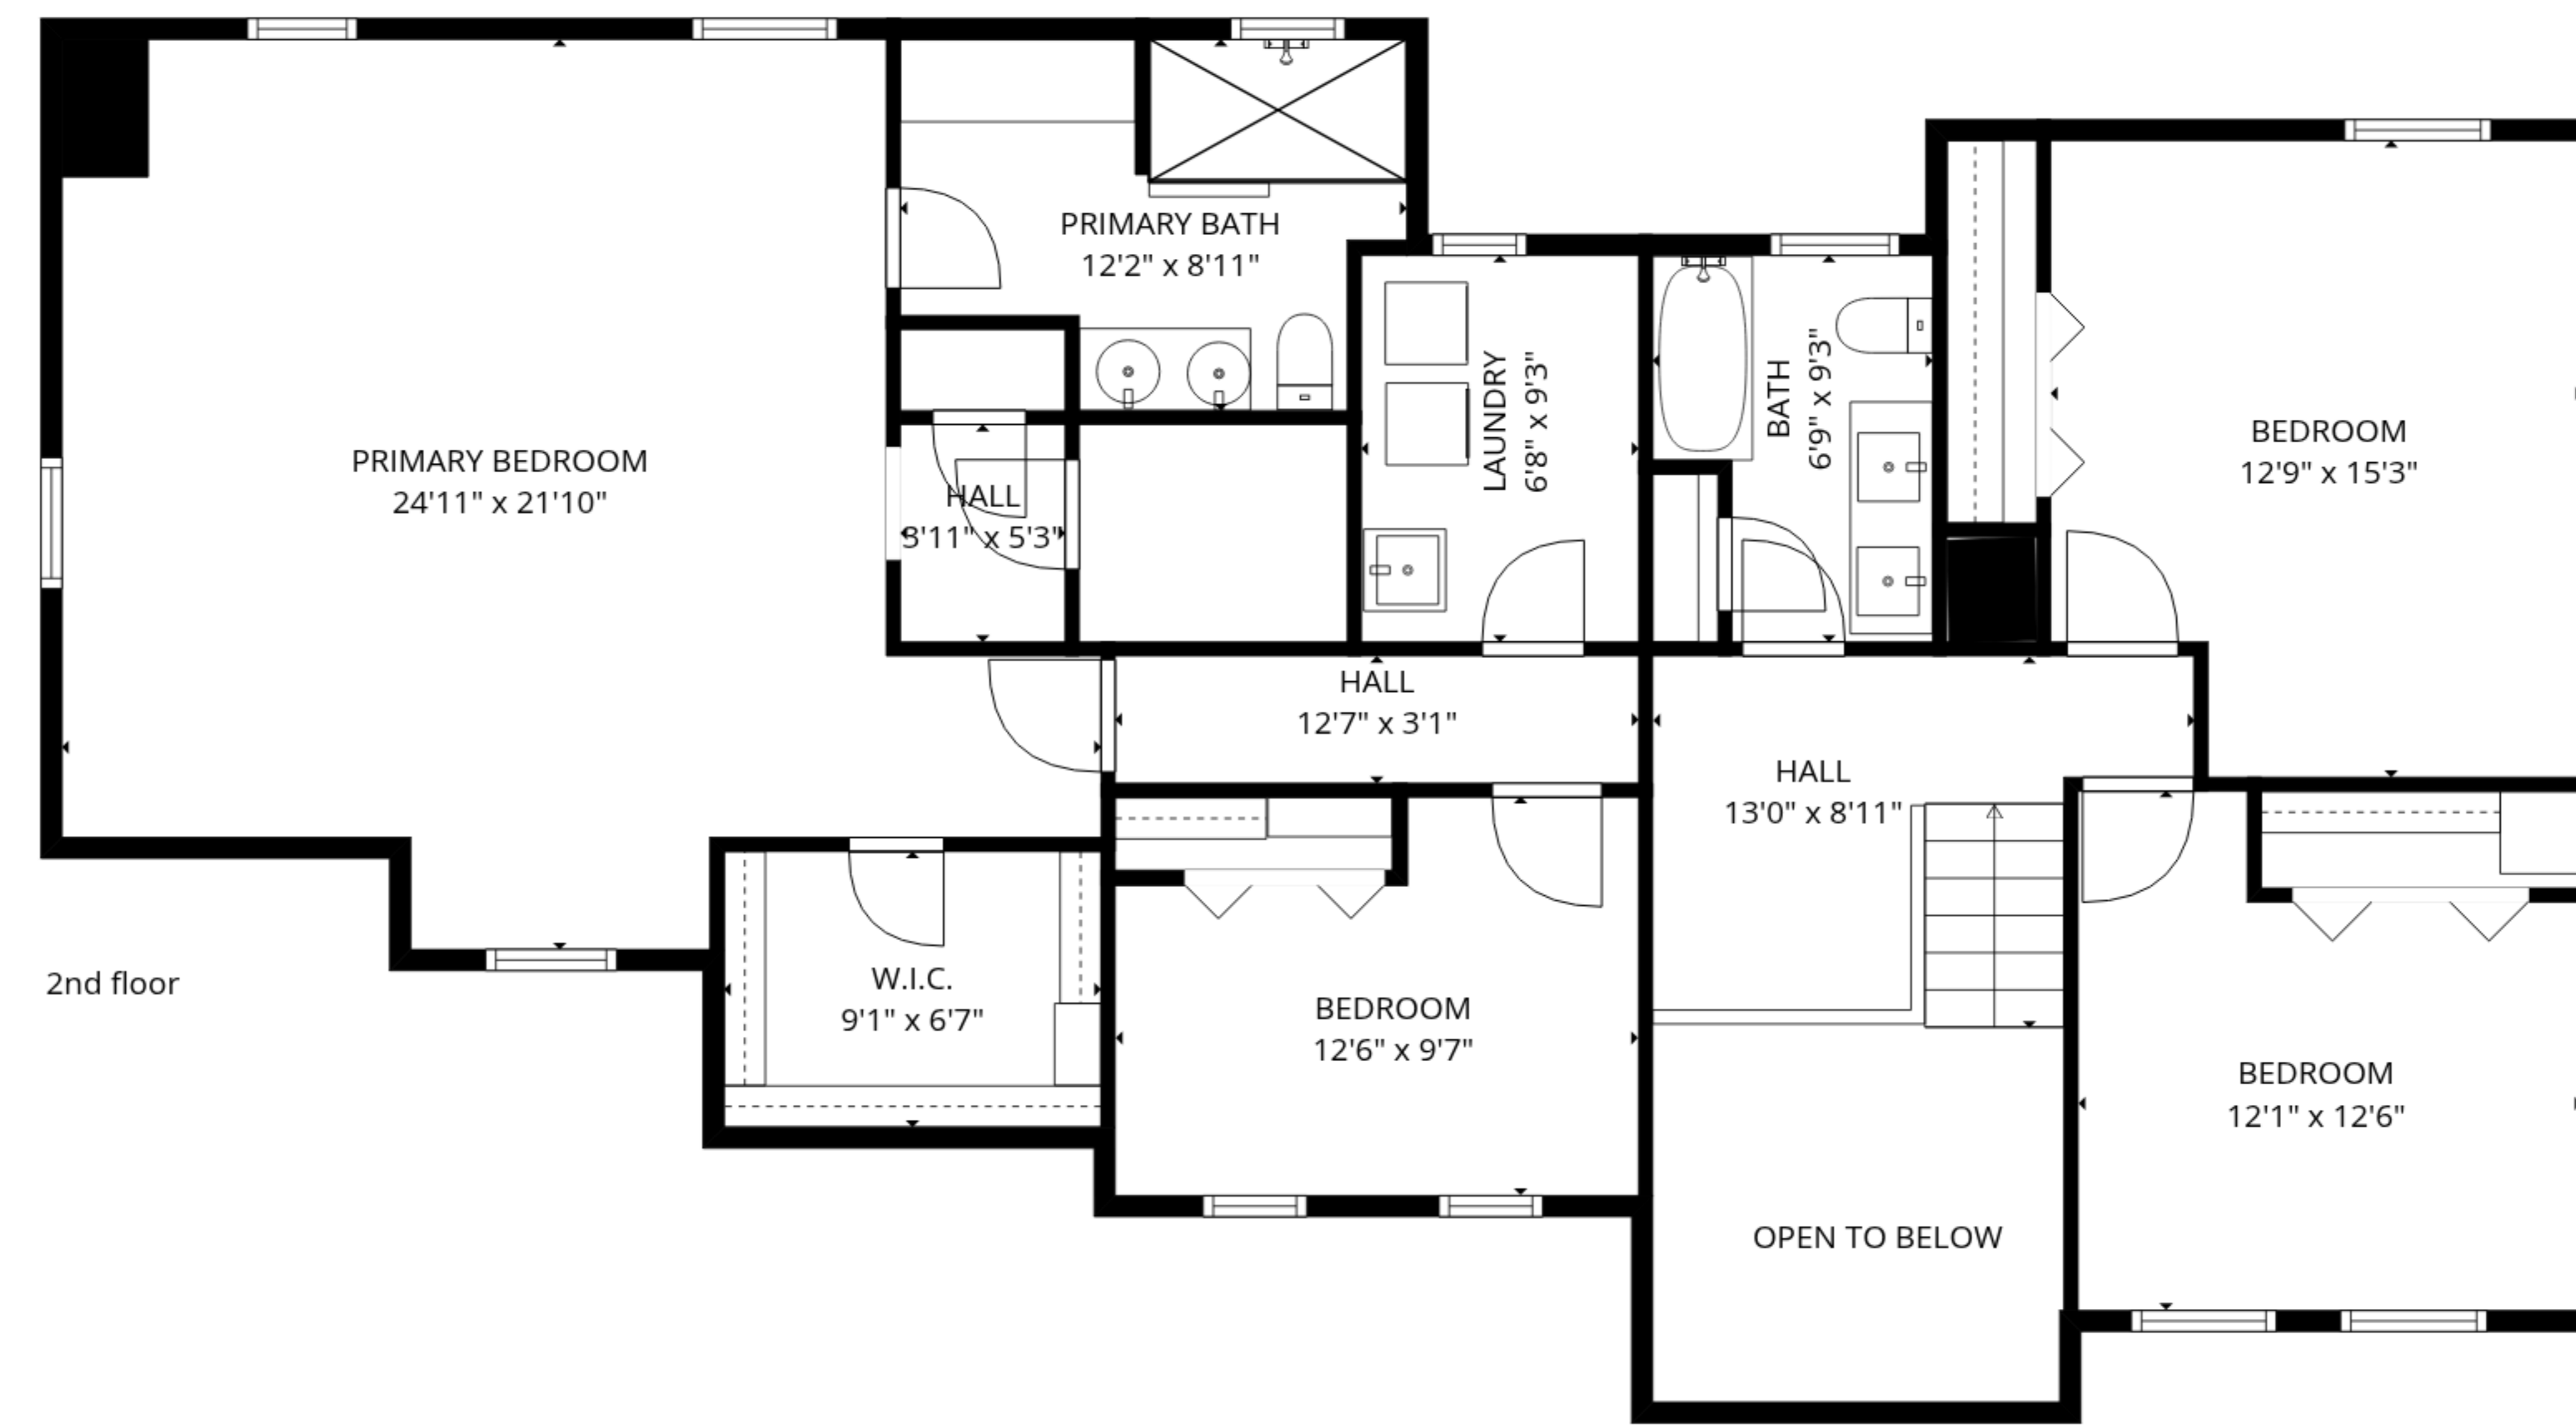 PRIMARY BATH
12'2" x 8'11"
PRIMARY BEDROOM
24'11" x 21'10"
HALL
3'11" x 5'3"
LAUNDRY
6'8" x 9'3"
BATH
6'9" x 9'3"
BEDROOM
12'9" x 15'3"
HALL
12'7" x 3'1"
HALL
13'0" x 8'11"
2nd floor
W.I.C.
9'1" x 6'7"
BEDROOM
12'6" x 9'7"
BEDROOM
12'1" x 12'6"
OPEN TO BELOW